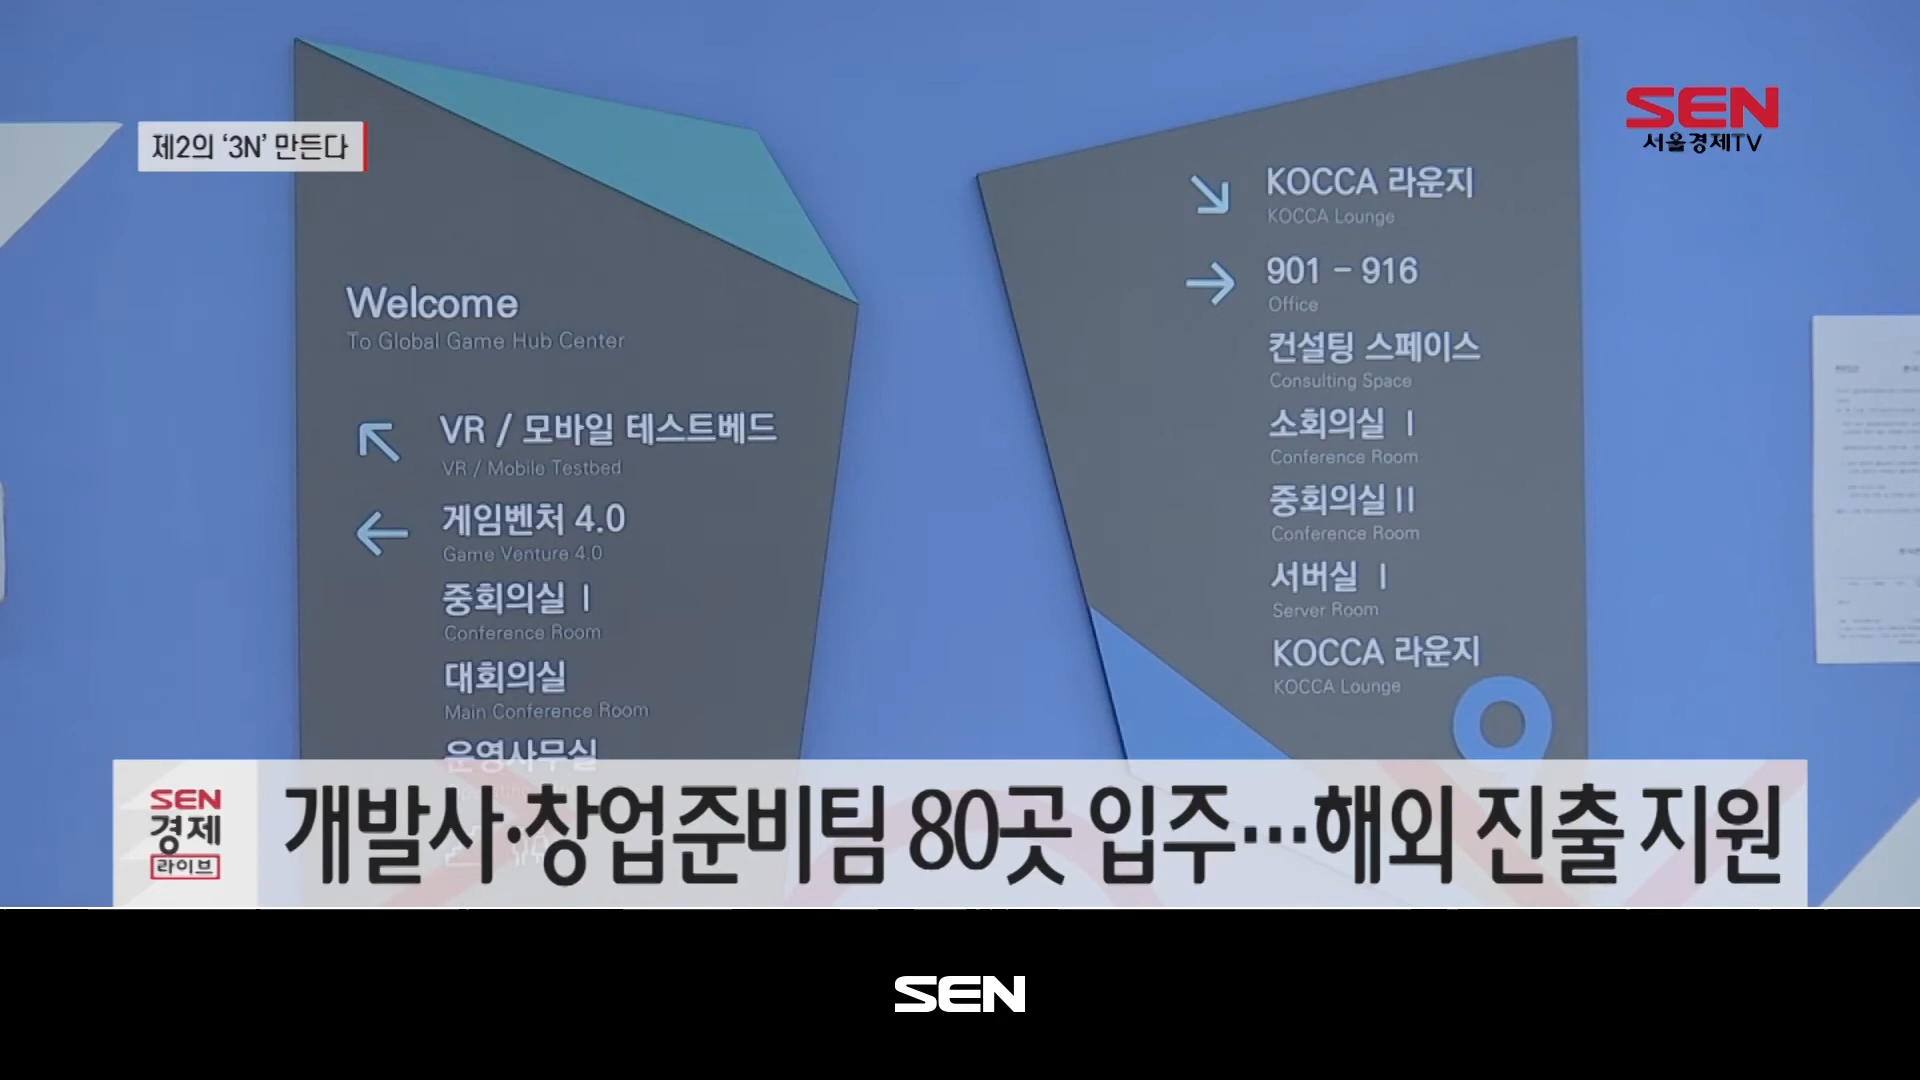 제2의 ‘3N’ 만든다
SEN
서울경제TV
Welcome
To Global Game Hub Center
VR / 모바일 테스트베드
VR / Mobile Testbed
게임벤처 4.0
Game Venture 4.0
중회의실 I
Conference Room
대회의실
Main Conference Room
운영사무실
KOCCA 라운지
KOCCA Lounge
901 - 916
Office
컨설팅 스페이스
Consulting Space
소회의실 I
Conference Room
중회의실 II
Conference Room
서버실 I
Server Room
KOCCA 라운지
KOCCA Lounge
SEN
경제
라이브
개발사·창업준비팀 80곳 입주…해외 진출 지원
SEN